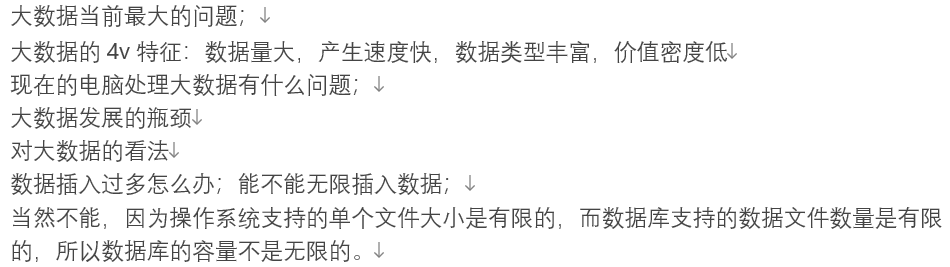 大数据当前最大的问题；↓
大数据的 4v 特征：数据量大，产生速度快，数据类型丰富，价值密度低↓
现在的电脑处理大数据有什么问题；↓
大数据发展的瓶颈↓
对大数据的看法↓
数据插入过多怎么办；能不能无限插入数据；↓
当然不能，因为操作系统支持的单个文件大小是有限的，而数据库支持的数据文件数量是有限
的，所以数据库的容量不是无限的。↓